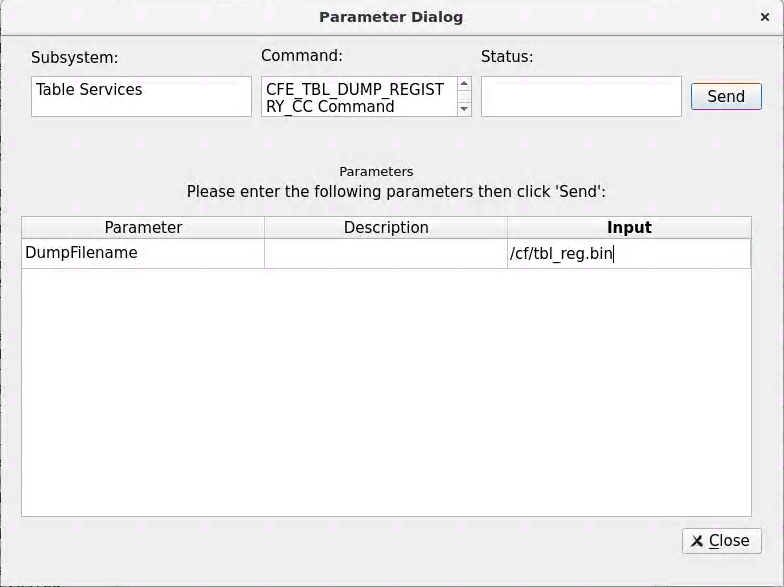 Parameter Dialog
Subsystem: Command: Status:
Table Services CFE_TBL_DUMP_REGIST
RY_CC Command
Send
Parameters
Please enter the following parameters then click 'Send':
Parameter Description Input
DumpFilename /cf/tbl_reg.bin
Close